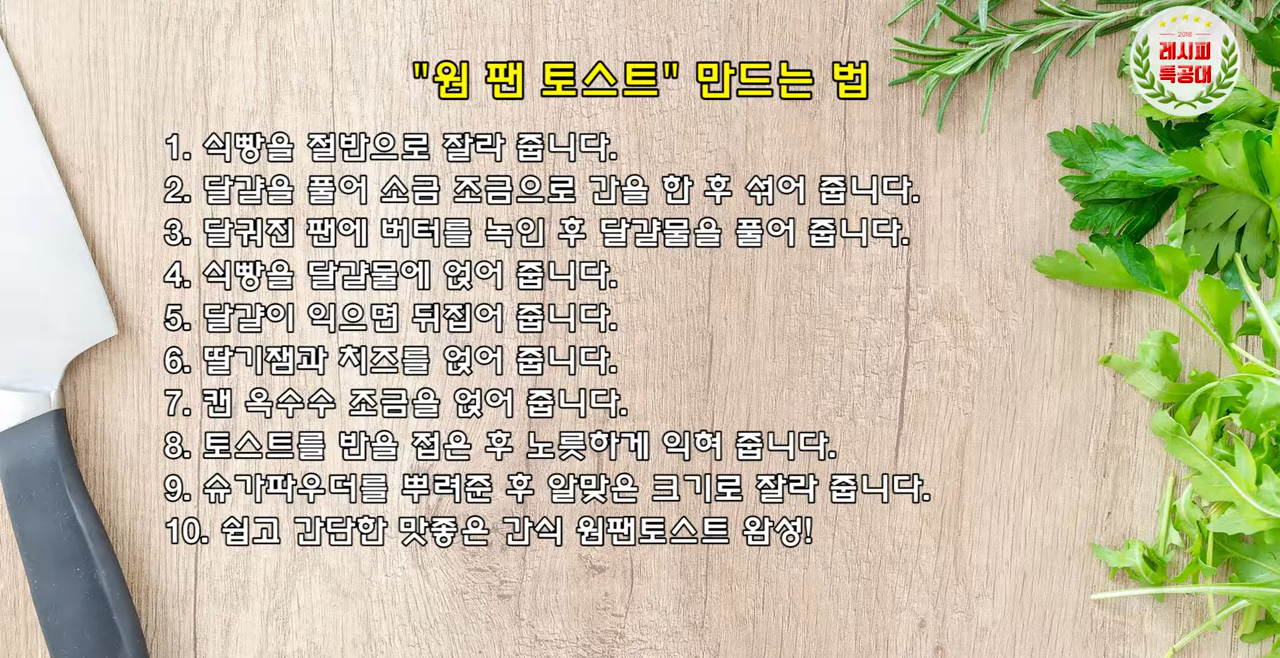 2018
레시피
특공대
"원 팬 토스트" 만드는 법
1. 식빵을 절반으로 잘라 줍니다.
2. 달걀을 풀어 소금 조금으로 간을 한 후 섞어 줍니다.
3. 달궈진 팬에 버터를 녹인 후 달걀물을 풀어 줍니다.
4. 식빵을 달걀물에 얹어 줍니다.
5. 달걀이 익으면 뒤집어 줍니다.
6. 딸기잼과 치즈를 얹어 줍니다.
7. 캔 옥수수 조금을 얹어 줍니다.
8. 토스트를 반을 접은 후 노릇하게 익혀 줍니다.
9. 슈가파우더를 뿌려준 후 알맞은 크기로 잘라 줍니다.
10. 쉽고 간단한 맛좋은 간식 원팬토스트 완성!